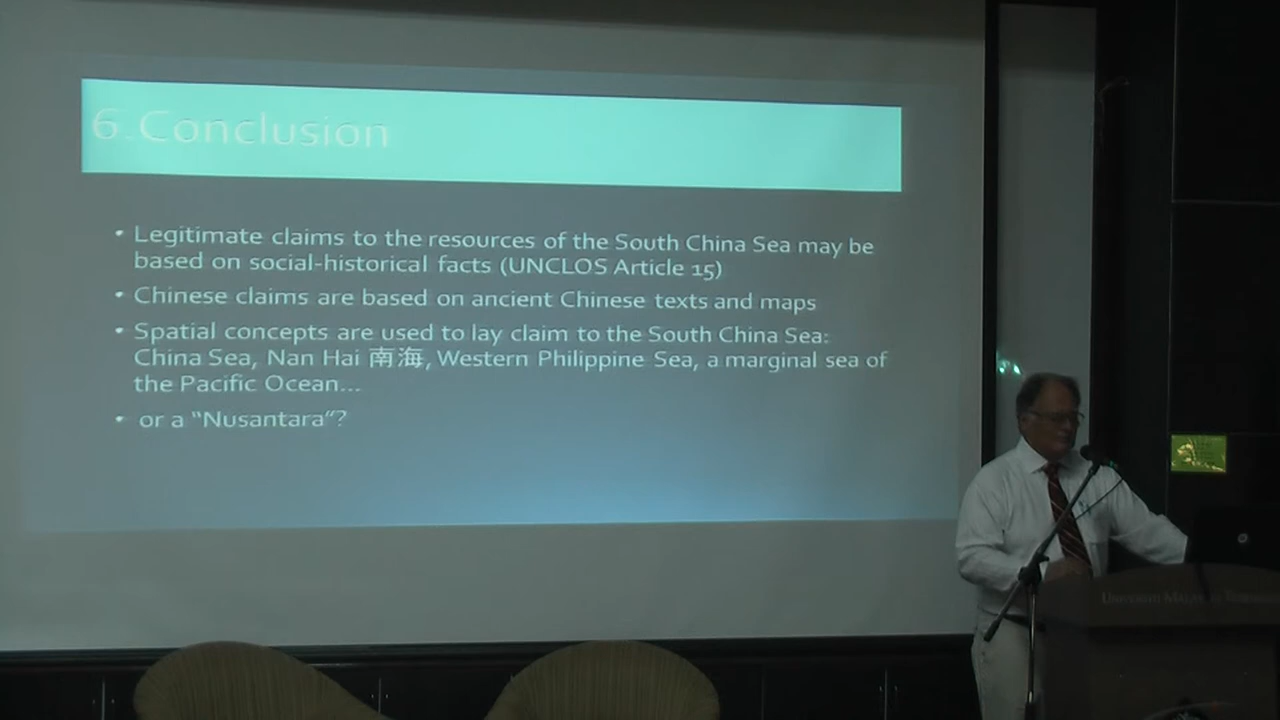 6.Conclusion
• Legitimate claims to the resources of the South China Sea may be
based on social-historical facts (UNCLOS Article 15)
• Chinese claims are based on ancient Chinese texts and maps
• Spatial concepts are used to lay claim to the South China Sea:
China Sea, Nan Hai 南海, Western Philippine Sea, a marginal sea of
the Pacific Ocean...
• or a "Nusantara"?
Universiti Malaysia